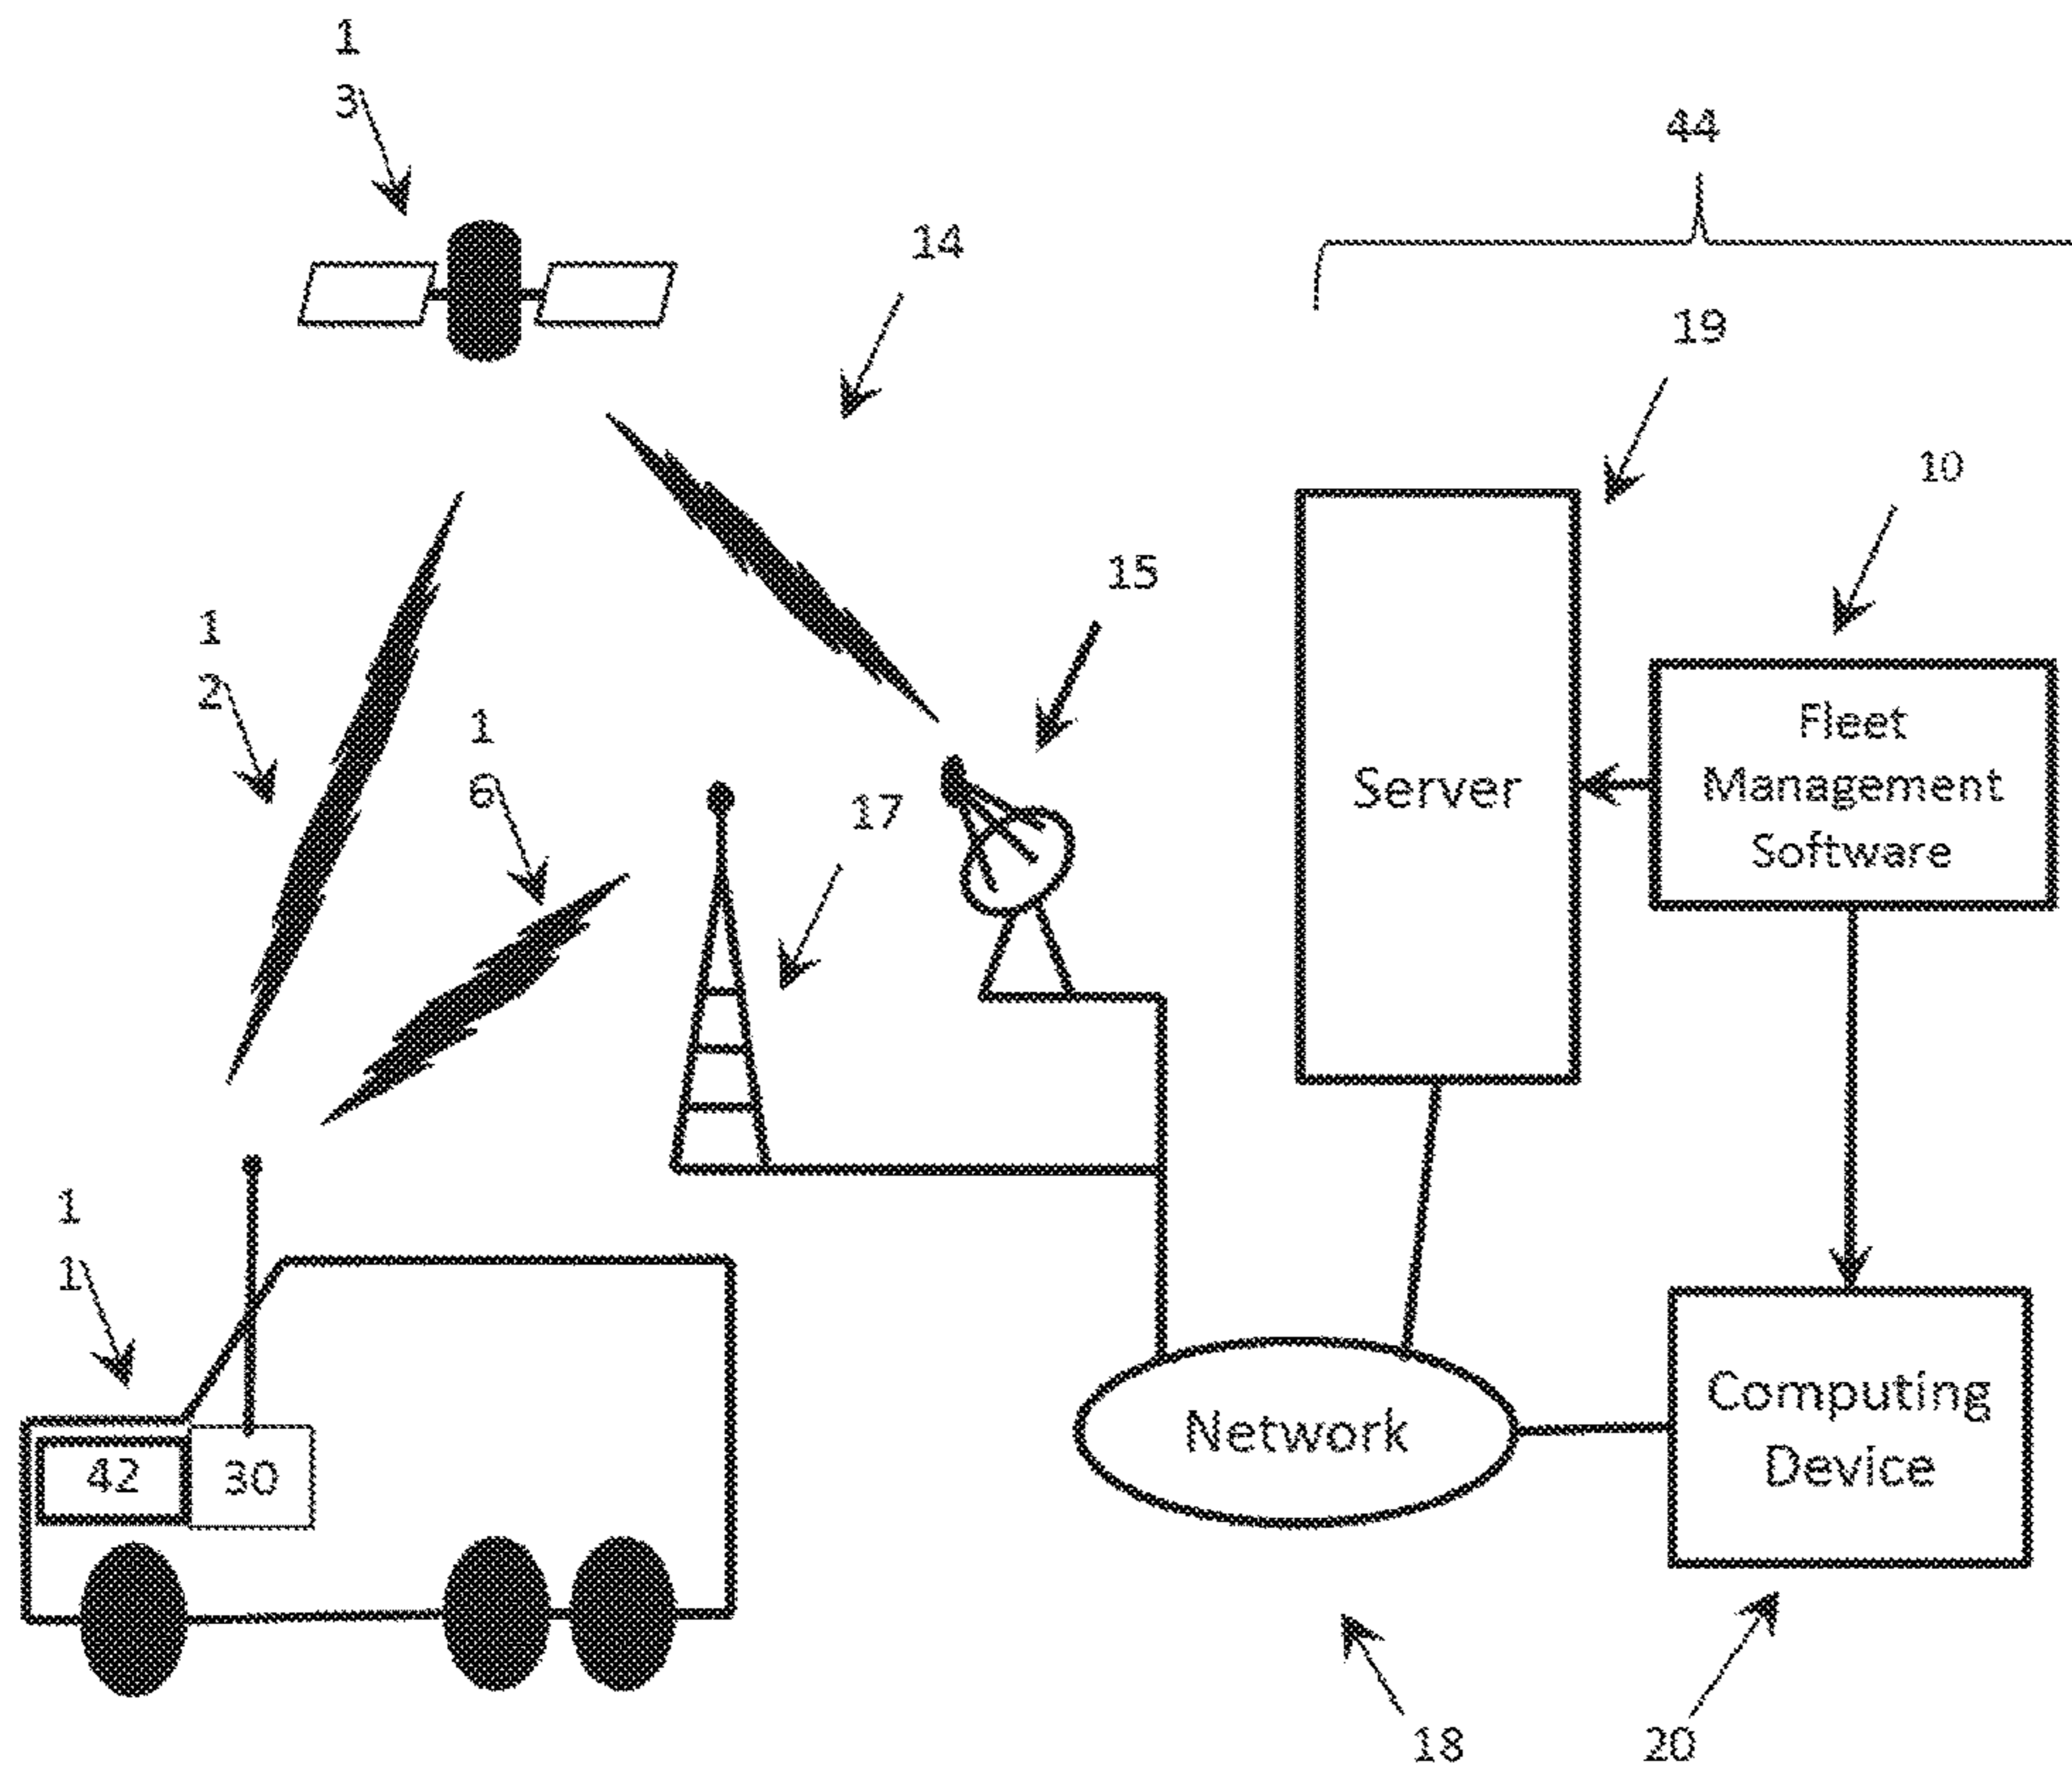 1
3
44
14
19
10
15
1
2
1
6
17
Server
Fleet
Management
Software
1
1
42
30
Network
Computing
Device
18
20